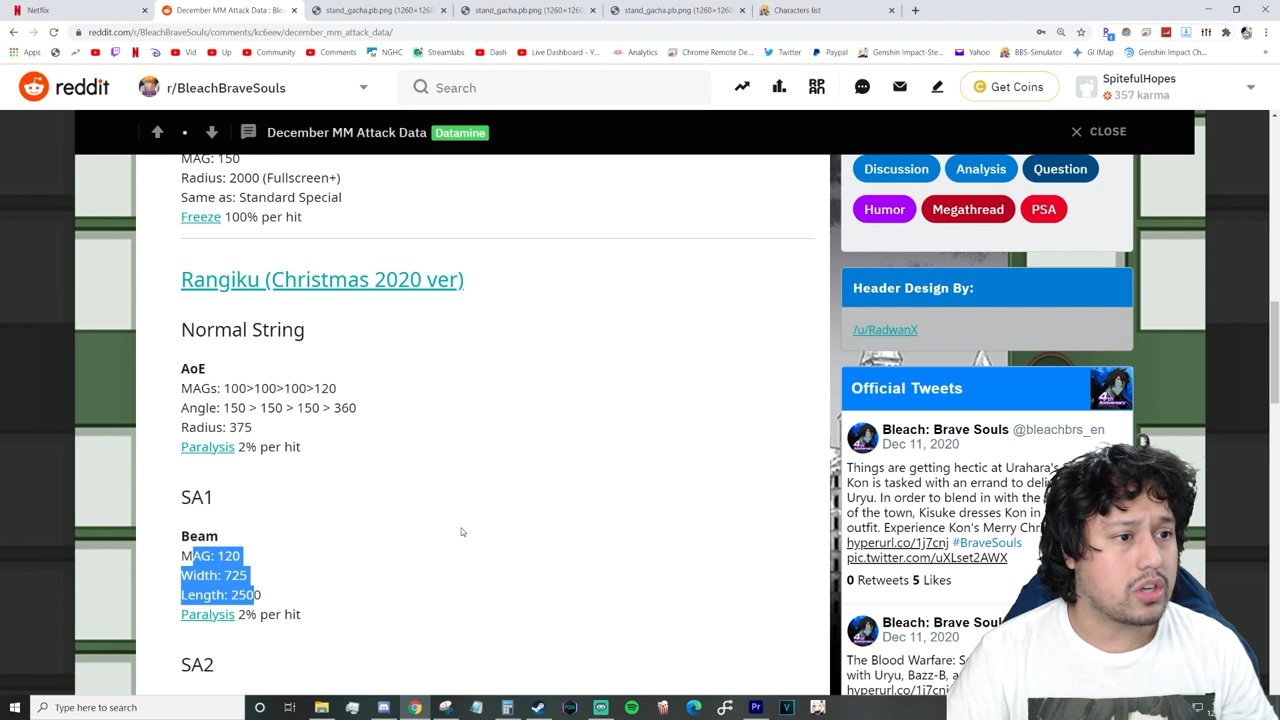 Netflix
December MM Attack Data : Ble
stand_gacha.pb.png (1260×1260
stand_gacha.pb.png (1260×1260
stand_gacha.pb.png (1260×1260
Characters list
reddit.com/r/BleachBraveSouls/comments/kc6eev/december_mm_attack_data/
Apps
Vid
Up
Community
Comments
NGHC
Streamlabs
Dash
Live Dashboard - Y...
Analytics
Chrome Remote De...
Twitter
Paypal
Genshin Impact-Ste...
Yahoo
BBS-Simulator
GI IMap
Genshin Impact Ch...
reddit
r/BleachBraveSouls
Search
Get Coins
SpitefulHopes
357 karma
December MM Attack Data Datamine
CLOSE
MAG: 150
Radius: 2000 (Fullscreen+)
Same as: Standard Special
Freeze 100% per hit
Rangiku (Christmas 2020 ver)
Normal String
AoE
MAGs: 100>100>100>120
Angle: 150 > 150 > 150 > 360
Radius: 375
Paralysis 2% per hit
SA1
Beam
MAG: 120
Width: 725
Length: 2500
Paralysis 2% per hit
SA2
Discussion
Analysis
Question
Humor
Megathread
PSA
Header Design By:
/u/RadwanX
Official Tweets
4th
Anniversary
Bleach: Brave Souls @bleachbrs_en
Dec 11, 2020
Things are getting hectic at Urahara's
Kon is tasked with an errand to deli
Uryu. In order to blend in with the
of the town, Kisuke dresses Kon in
outfit. Experience Kon's Merry Chr
hyperurl.co/1j7cnj #BraveSouls
pic.twitter.com/uXLset2AWX
0 Retweets 5 Likes
Bleach: Brave Soul
Dec 11, 2020
The Blood Warfare: S
with Uryu, Bazz-B, a
Type here to search